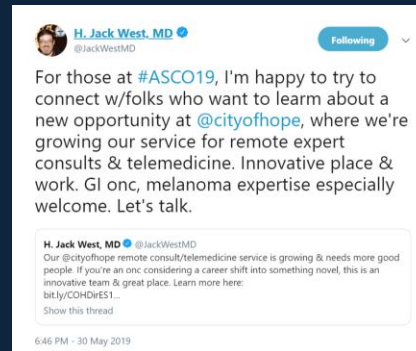 H. Jack West, MD
@JackWestMD
Following
For those at #ASCO19, I'm happy to try to
connect w/folks who want to learm about a
new opportunity at @cityofhope, where we're
growing our service for remote expert
consults & telemedicine. Innovative place &
work. GI onc, melanoma expertise especially
welcome. Let's talk.
H. Jack West, MD @JackWestMD
Our @cityofhope remote consult/telemedicine service is growing & needs more good
people. If you're an onc considering a career shift into something novel, this is an
innovative team & great place. Learn more here:
bit.ly/COHDirES1...
Show this thread
6:46 PM - 30 May 2019